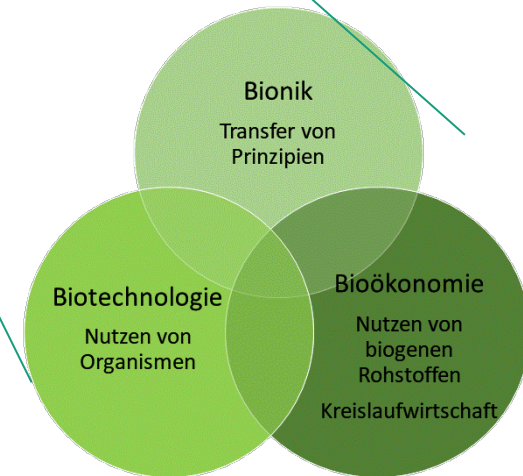 Bionik
Transfer von
Prinzipien
Biotechnologie
Nutzen von
Organismen
Bioökonomie
Nutzen von
biogenen
Rohstoffen
Kreislaufwirtschaft